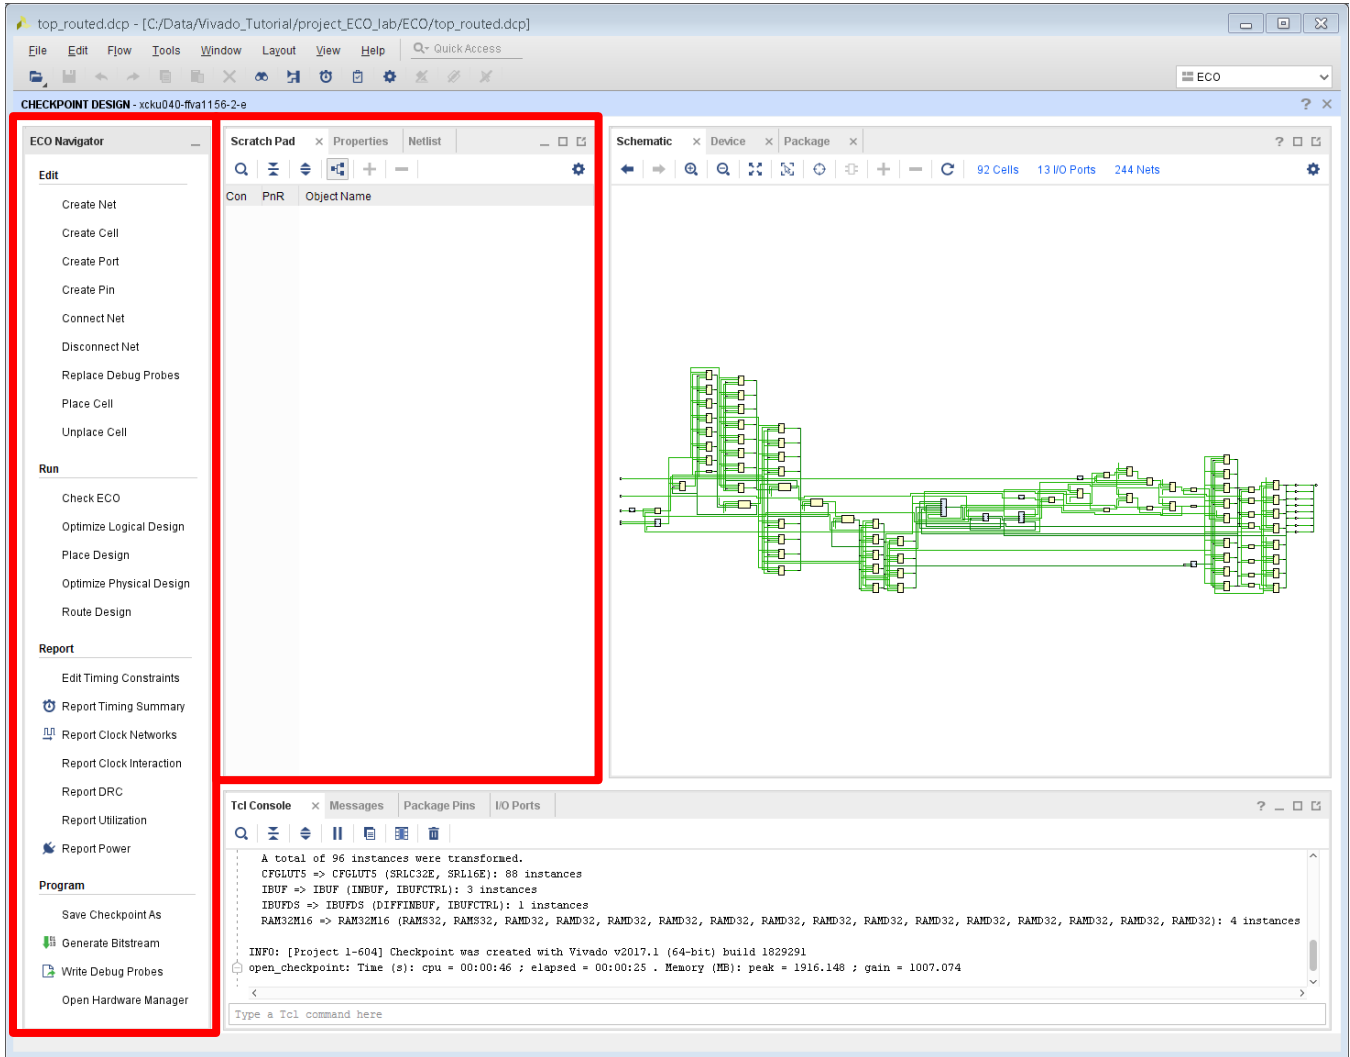 top_routed.dcp - [C:/Data/Vivado_Tutorial/project_ECO_lab/ECO/top_routed.dcp]
File Edit Flow Tools Window Layout View Help Quick Access
ECO
CHECKPOINT DESIGN - xcku040-ffva1156-2-e
ECO Navigator
Edit
Create Net
Create Cell
Create Port
Create Pin
Connect Net
Disconnect Net
Replace Debug Probes
Place Cell
Unplace Cell
Run
Check ECO
Optimize Logical Design
Place Design
Optimize Physical Design
Route Design
Report
Edit Timing Constraints
Report Timing Summary
Report Clock Networks
Report Clock Interaction
Report DRC
Report Utilization
Report Power
Program
Save Checkpoint As
Generate Bitstream
Write Debug Probes
Open Hardware Manager
Scratch Pad Properties Netlist
Con PnR Object Name
Schematic Device Package
92 Cells 13 I/O Ports 244 Nets
Tcl Console Messages Package Pins I/O Ports
A total of 96 instances were transformed.
CFGLUT5 => CFGLUT5 (SRLC32E, SRL16E): 88 instances
IBUF => IBUF (INBUF, IBUFCTRL): 3 instances
IBUFDS => IBUFDS (DIFFINBUF, IBUFCTRL): 1 instances
RAM32M16 => RAM32M16 (RAMS32, RAMS32, RAMD32, RAMD32, RAMD32, RAMD32, RAMD32, RAMD32, RAMD32, RAMD32, RAMD32, RAMD32, RAMD32, RAMD32, RAMD32, RAMD32): 4 instances
INFO: [Project 1-604] Checkpoint was created with Vivado v2017.1 (64-bit) build 1829291
open_checkpoint: Time (s): cpu = 00:00:46 ; elapsed = 00:00:25 . Memory (MB): peak = 1916.148 ; gain = 1007.074
Type a Tcl command here